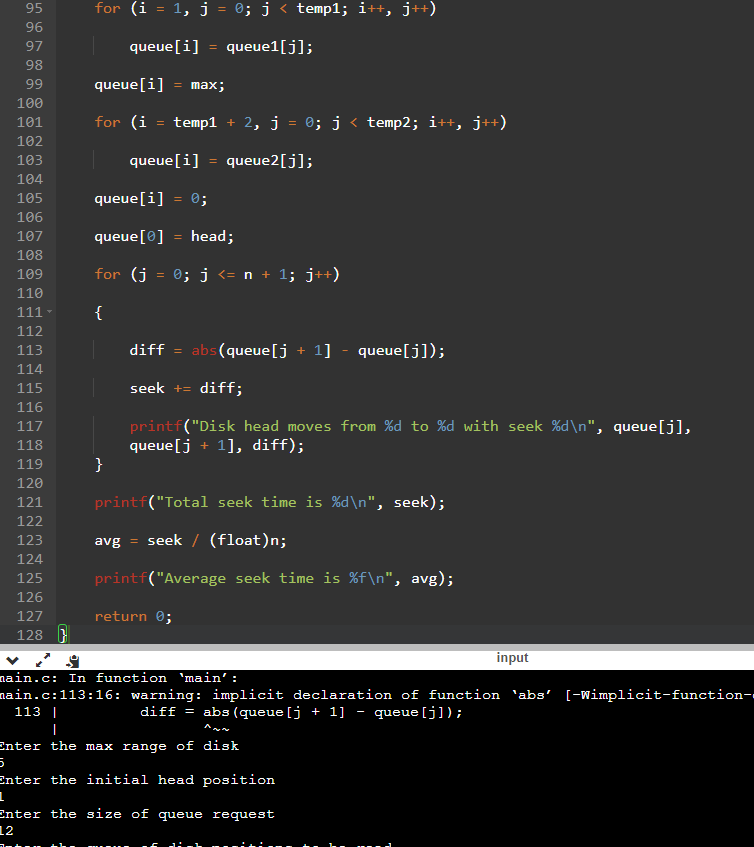 95 for (i = 1, j = 0; j < temp1; i++, j++)
96
97 queue[i] = queue1[j];
98
99 queue[i] = max;
100
101 for (i = temp1 + 2, j = 0; j < temp2; i++, j++)
102
103 queue[i] = queue2[j];
104
105 queue[i] = 0;
106
107 queue[0] = head;
108
109 for (j = 0; j <= n + 1; j++)
110
111 {
112
113 diff = abs(queue[j + 1] - queue[j]);
114
115 seek += diff;
116
117 printf("Disk head moves from %d to %d with seek %d\n", queue[j],
118 queue[j + 1], diff);
119 }
120
121 printf("Total seek time is %d\n", seek);
122
123 avg = seek / (float)n;
124
125 printf("Average seek time is %f\n", avg);
126
127 return 0;
128 }
input
main.c: In function ‘main’:
main.c:113:16: warning: implicit declaration of function ‘abs’ [-Wimplicit-function-
113 | diff = abs(queue[j + 1] - queue[j]);
| ^~~
Enter the max range of disk
5
Enter the initial head position
1
Enter the size of queue request
12